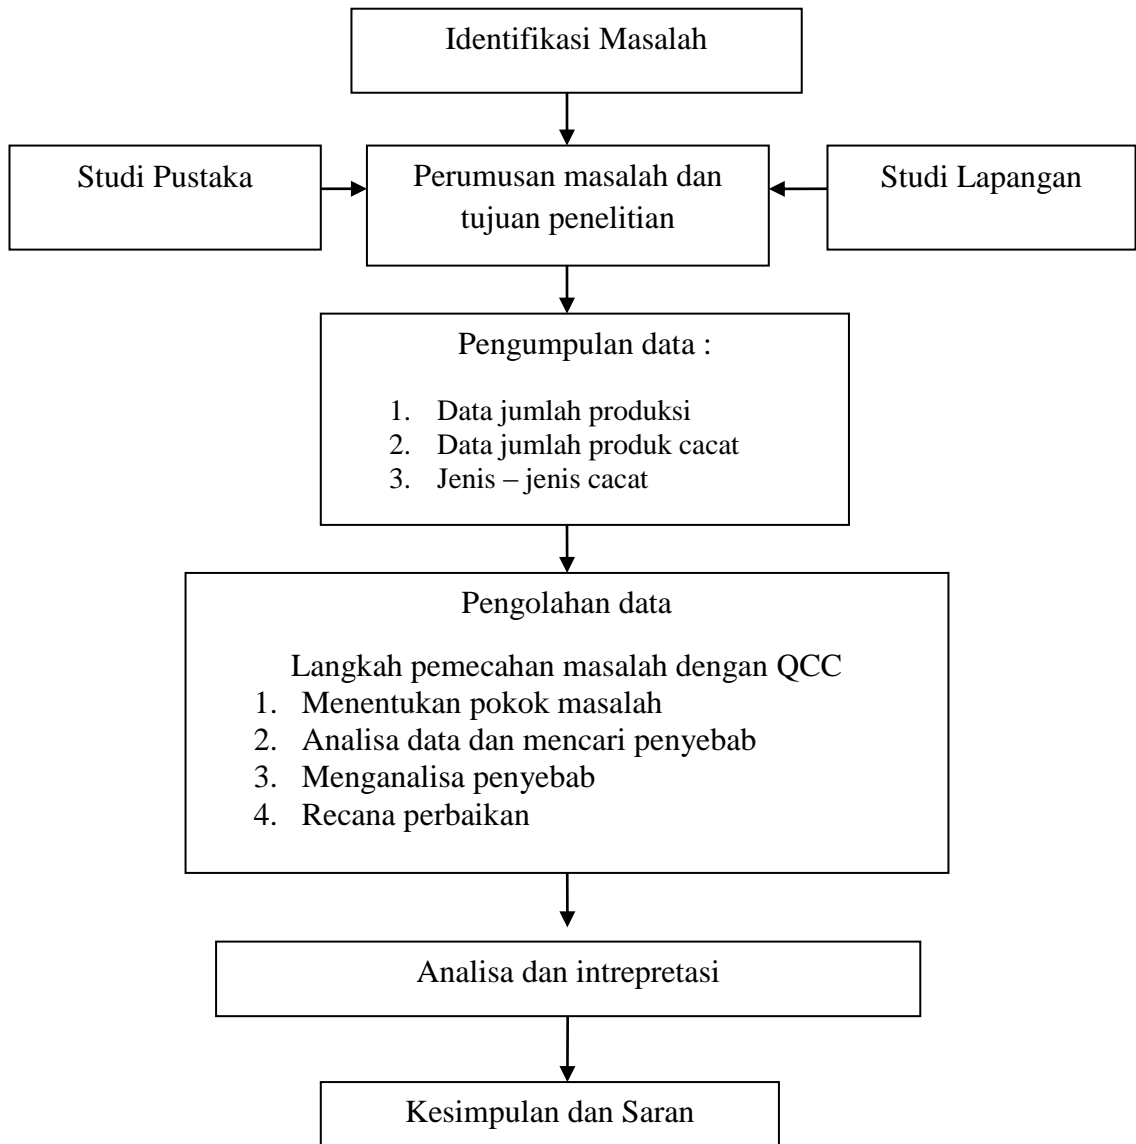 Identifikasi Masalah
Studi Pustaka
Perumusan masalah dan
tujuan penelitian
Studi Lapangan
Pengumpulan data :
1. Data jumlah produksi
2. Data jumlah produk cacat
3. Jenis – jenis cacat
Pengolahan data
Langkah pemecahan masalah dengan QCC
1. Menentukan pokok masalah
2. Analisa data dan mencari penyebab
3. Menganalisa penyebab
4. Recana perbaikan
Analisa dan intrepretasi
Kesimpulan dan Saran